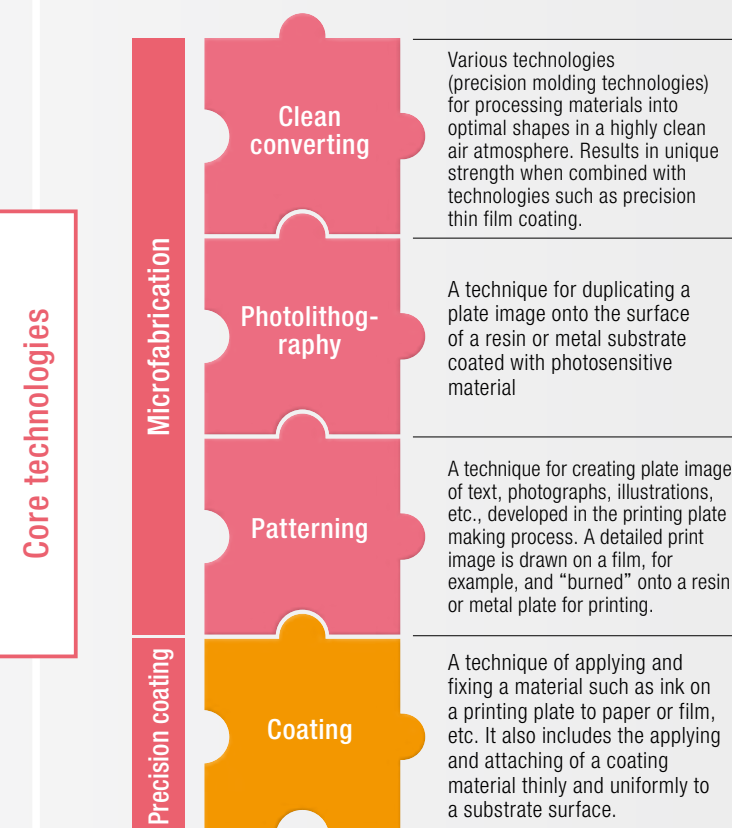 Core technologies
Microfabrication
Clean
converting
Various technologies
(precision molding technologies)
for processing materials into
optimal shapes in a highly clean
air atmosphere. Results in unique
strength when combined with
technologies such as precision
thin film coating.
Photolithog-
raphy
A technique for duplicating a
plate image onto the surface
of a resin or metal substrate
coated with photosensitive
material
Patterning
A technique for creating plate image
of text, photographs, illustrations,
etc., developed in the printing plate
making process. A detailed print
image is drawn on a film, for
example, and “burned” onto a resin
or metal plate for printing.
Precision coating
Coating
A technique of applying and
fixing a material such as ink on
a printing plate to paper or film,
etc. It also includes the applying
and attaching of a coating
material thinly and uniformly to
a substrate surface.